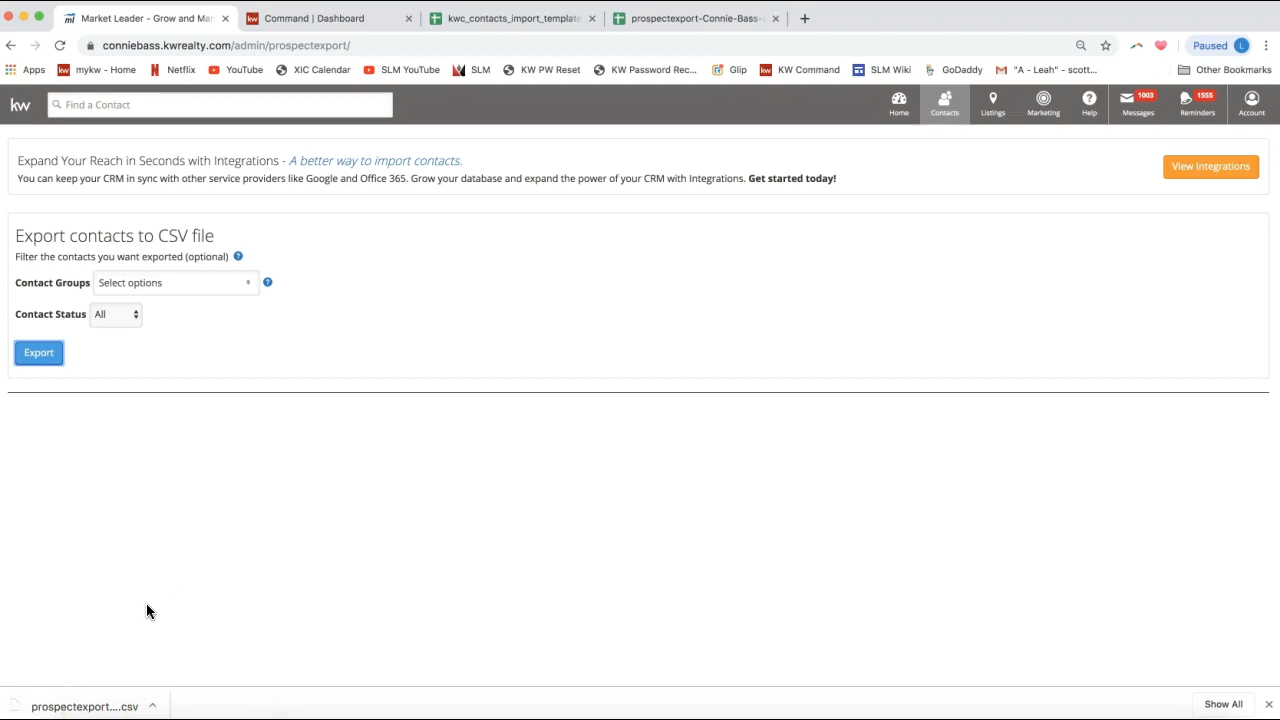 Market Leader - Grow and Mar
Command | Dashboard
kwc_contacts_import_templat
prospectexport-Connie-Bass-
conniebass.kwrealty.com/admin/prospectexport/
Paused
L
Apps
kw
mykw - Home
Netflix
YouTube
XIC Calendar
SLM YouTube
SLM
KW PW Reset
KW Password Rec...
Glip
kw
KW Command
SLM Wiki
GoDaddy
"A - Leah" - scott...
Other Bookmarks
kw
Find a Contact
Home
Contacts
Listings
Marketing
Help
1003
Messages
1555
Reminders
Account
Expand Your Reach in Seconds with Integrations - A better way to import contacts.
You can keep your CRM in sync with other service providers like Google and Office 365. Grow your database and expand the power of your CRM with Integrations. Get started today!
View Integrations
Export contacts to CSV file
Filter the contacts you want exported (optional) ?
Contact Groups Select options ?
Contact Status All
Export
prospectexport....csv
Show All